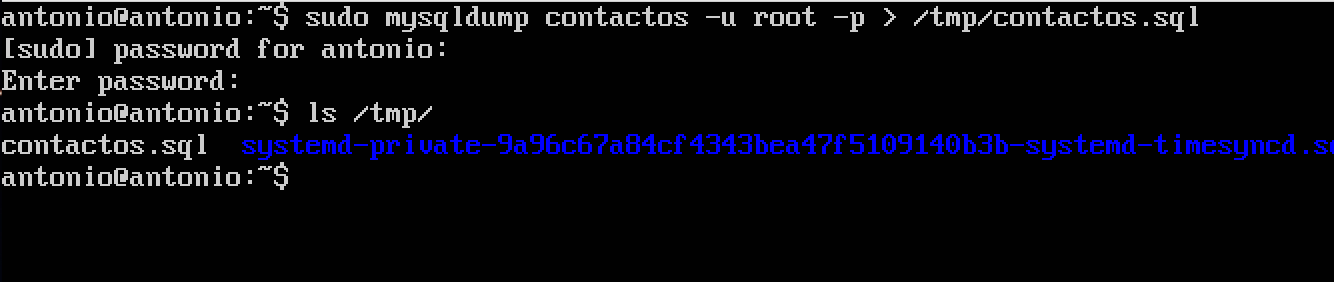 antonio@antonio:~$ sudo mysqldump contactos -u root -p > /tmp/contactos.sql
[sudo] password for antonio:
Enter password:
antonio@antonio:~$ ls /tmp/
contactos.sql systemd-private-9a96c67a84cf4343bea47f5109140b3b-systemd-timesyncd.se
antonio@antonio:~$